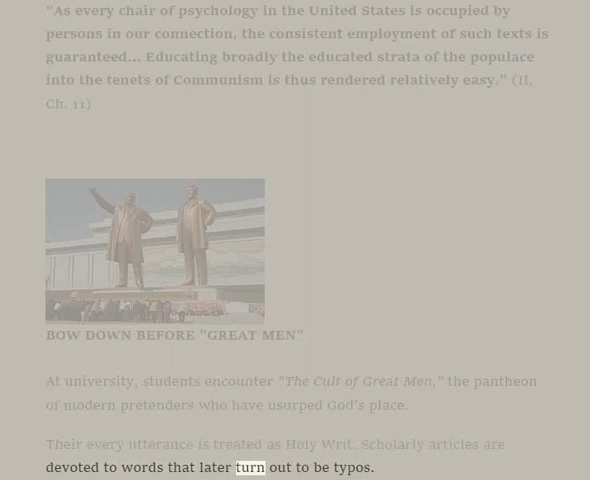 "As every chair of psychology in the United States is occupied by
persons in our connection, the consistent employment of such texts is
guaranteed... Educating broadly the educated strata of the populace
into the tenets of Communism is thus rendered relatively easy." (II,
Ch. 11)
BOW DOWN BEFORE "GREAT MEN"
At university, students encounter "The Cult of Great Men," the pantheon
of modern pretenders who have usurped God's place.
Their every utterance is treated as Holy Writ. Scholarly articles are
devoted to words that later turn out to be typos.